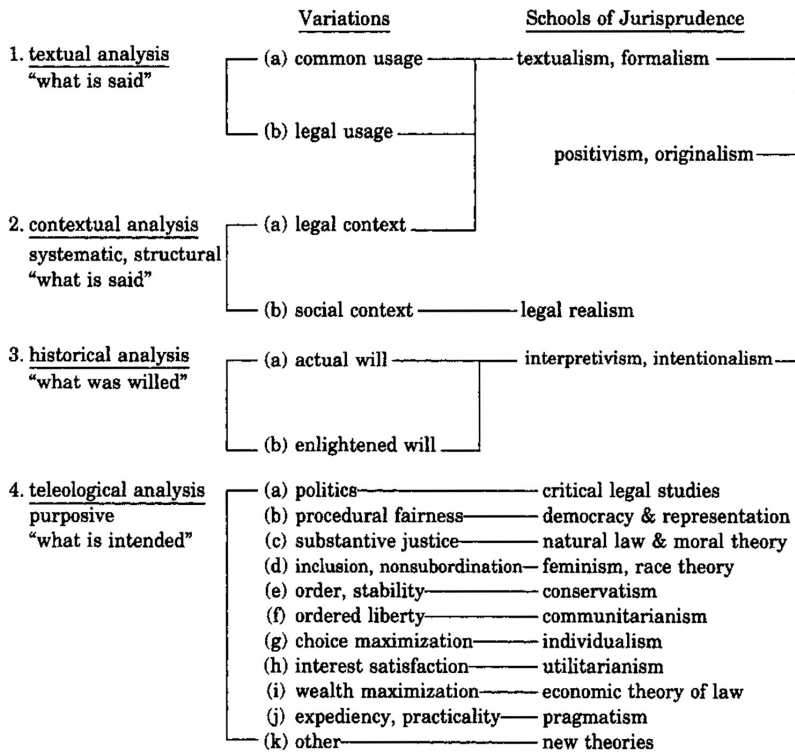 Variations Schools of Jurisprudence
1. textual analysis (a) common usage textualism, formalism
"what is said"
(b) legal usage
positivism, originalism
2. contextual analysis (a) legal context
systematic, structural
"what is said"
(b) social context legal realism
3. historical analysis (a) actual will interpretivism, intentionalism
"what was willed"
(b) enlightened will
4. teleological analysis (a) politics critical legal studies
purposive (b) procedural fairness democracy & representation
"what is intended" (c) substantive justice natural law & moral theory
(d) inclusion, nonsubordination feminism, race theory
(e) order, stability conservatism
(f) ordered liberty communitarianism
(g) choice maximization individualism
(h) interest satisfaction utilitarianism
(i) wealth maximization economic theory of law
(j) expediency, practicality pragmatism
(k) other new theories